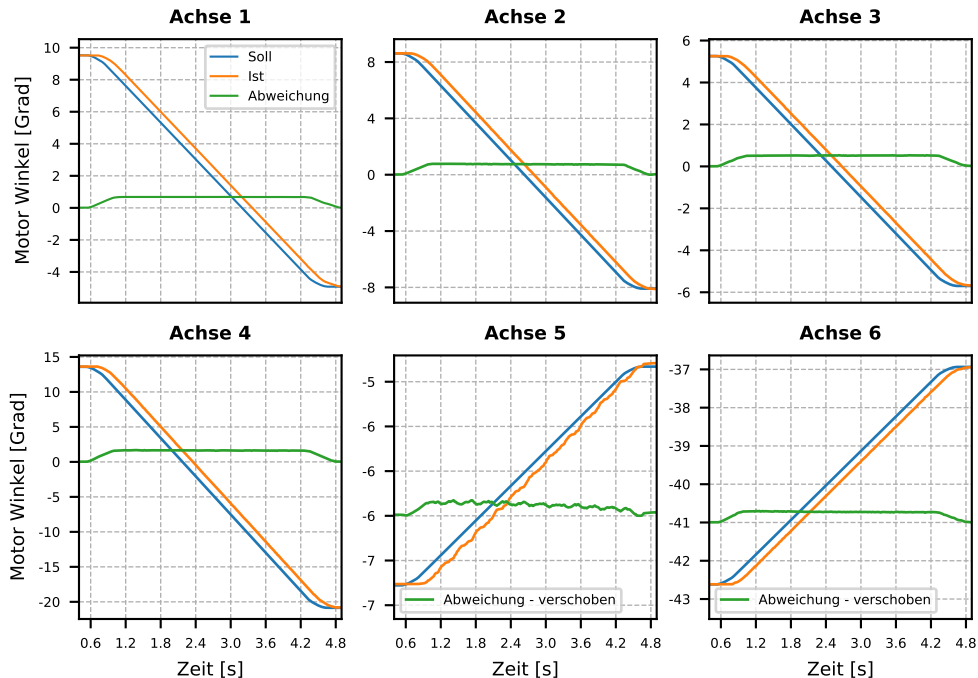 Achse 1
Achse 2
Achse 3
Motor Winkel [Grad]
10
8
6
4
2
0
-2
-4
Soll
Ist
Abweichung
8
4
0
-4
-8
6
4
2
0
-2
-4
-6
Achse 4
Achse 5
Achse 6
Motor Winkel [Grad]
15
10
5
0
-5
-10
-15
-20
-5
-6
-6
-6
-7
-7
Abweichung - verschoben
-37
-38
-39
-40
-41
-42
-43
Abweichung - verschoben
0.6 1.2 1.8 2.4 3.0 3.6 4.2 4.8
0.6 1.2 1.8 2.4 3.0 3.6 4.2 4.8
0.6 1.2 1.8 2.4 3.0 3.6 4.2 4.8
Zeit [s]
Zeit [s]
Zeit [s]